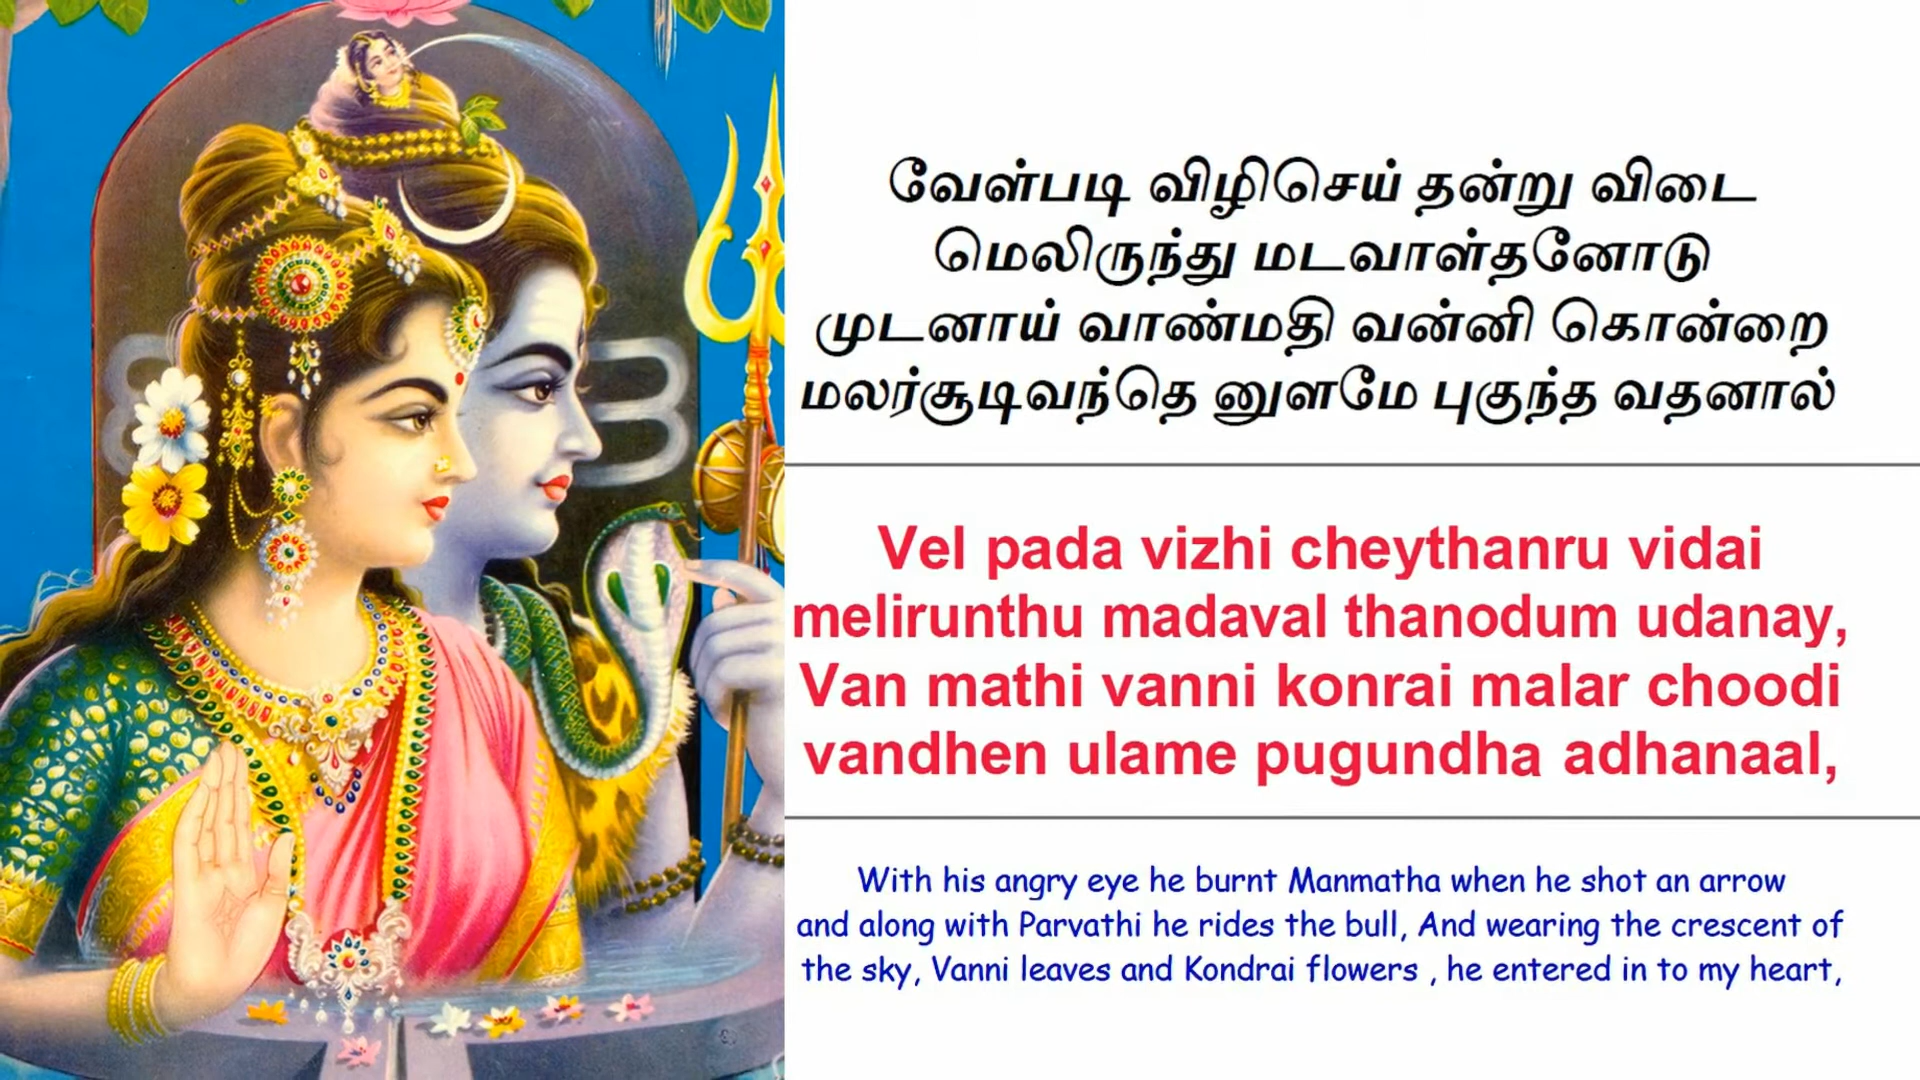 வேள்படி விழிசெய் தன்று விடை
மெலிருந்து மடவாள்தனோடு
முடனாய் வாண்மதி வன்னி கொன்றை
மலர்சூடிவந்தெ னுளமே புகுந்த வதனால்
Vel pada vizhi cheythanru vidai
melirunthu madaval thanodum udanay,
Van mathi vanni konrai malar choodi
vandhen ulame pugundha adhanaal,
With his angry eye he burnt Manmatha when he shot an arrow
and along with Parvathi he rides the bull, And wearing the crescent of
the sky, Vanni leaves and Kondrai flowers , he entered in to my heart,